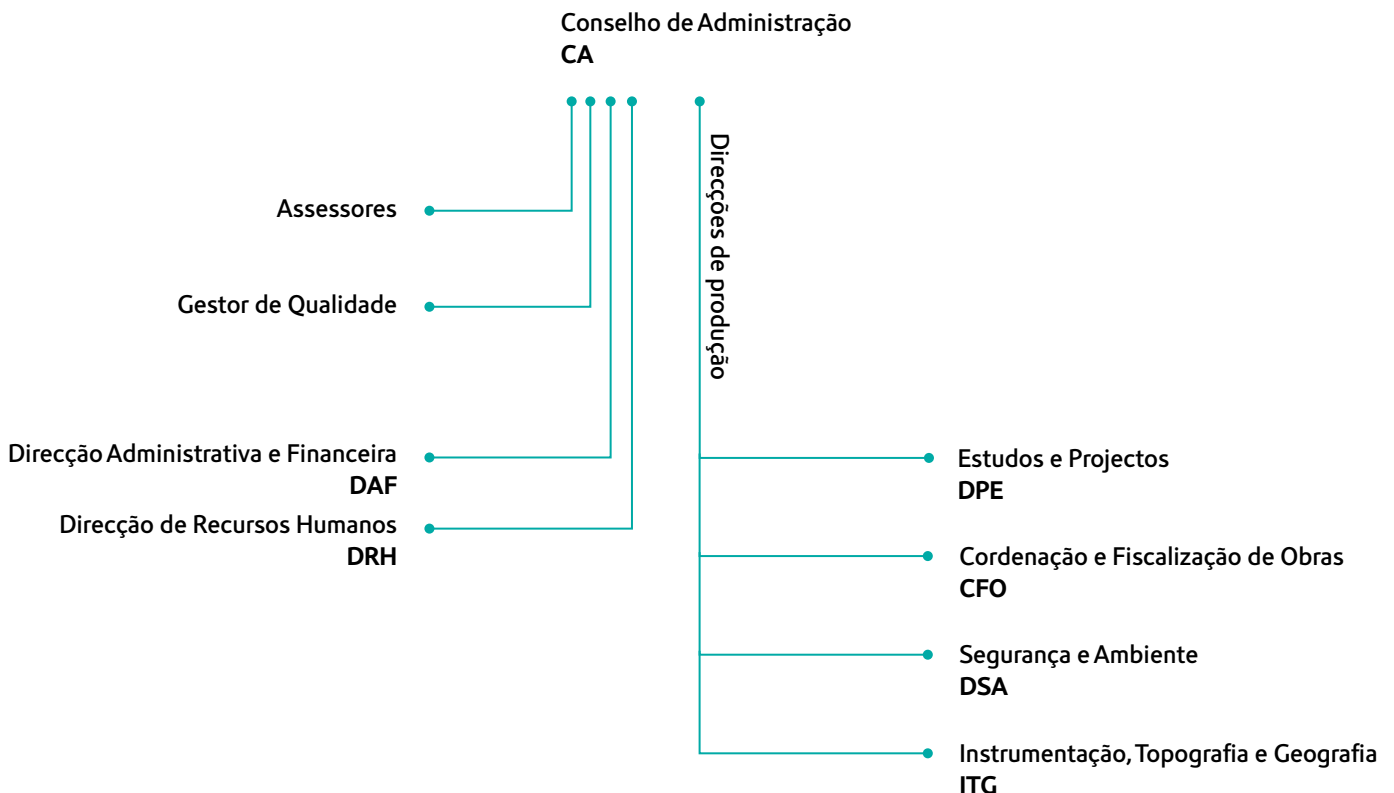 Conselho de Administração
CA
Direcções de produção
Assessores
Gestor de Qualidade
Direcção Administrativa e Financeira
DAF
Direcção de Recursos Humanos
DRH
Estudos e Projectos
DPE
Cordenação e Fiscalização de Obras
CFO
Segurança e Ambiente
DSA
Instrumentação, Topografia e Geografia
ITG